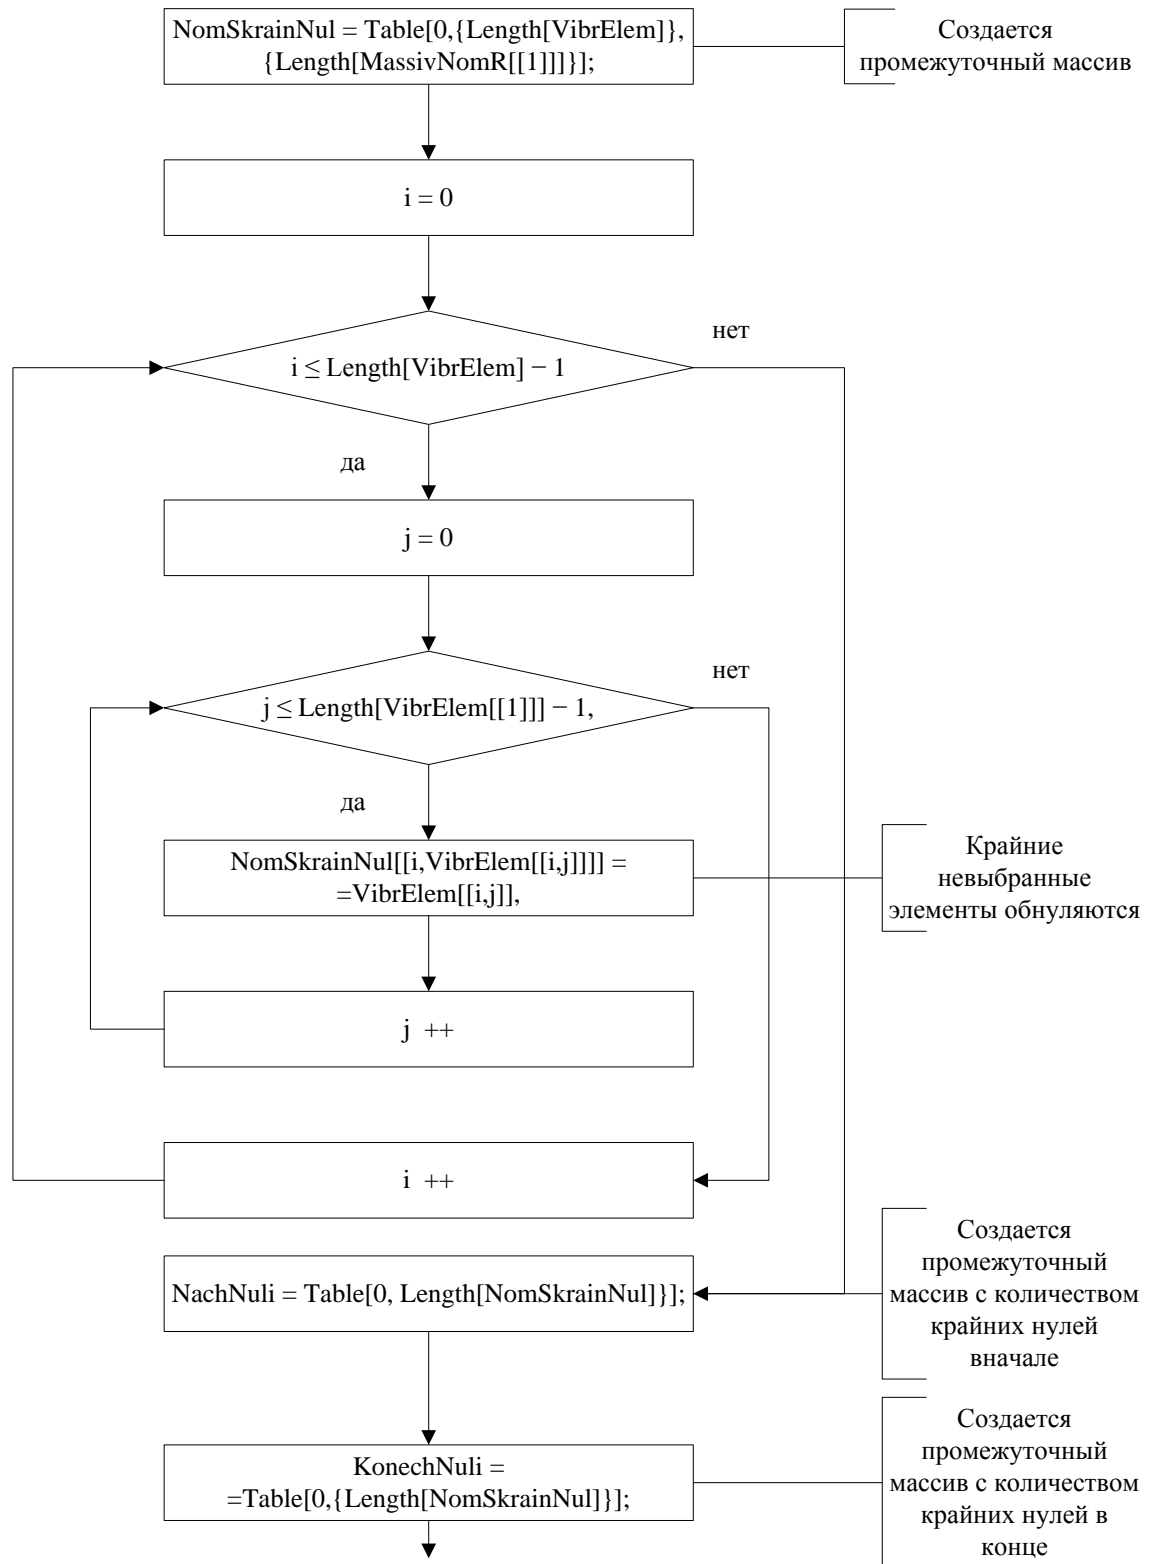 NomSkrainNul = Table[0,{Length[VibrElem]},
{Length[MassivNomR[[1]]]}];
Создается
промежуточный массив
i = 0
нет
i ≤ Length[VibrElem] − 1
да
j = 0
нет
j ≤ Length[VibrElem[[1]]] − 1,
да
NomSkrainNul[[i,VibrElem[[i,j]]]] =
=VibrElem[[i,j]],
Крайние
невыбранные
элементы обнуляются
j ++
i ++
NachNuli = Table[0, Length[NomSkrainNul]}];
Создается
промежуточный
массив с количеством
крайних нулей
вначале
KonechNuli =
=Table[0,{Length[NomSkrainNul]}];
Создается
промежуточный
массив с количеством
крайних нулей в
конце